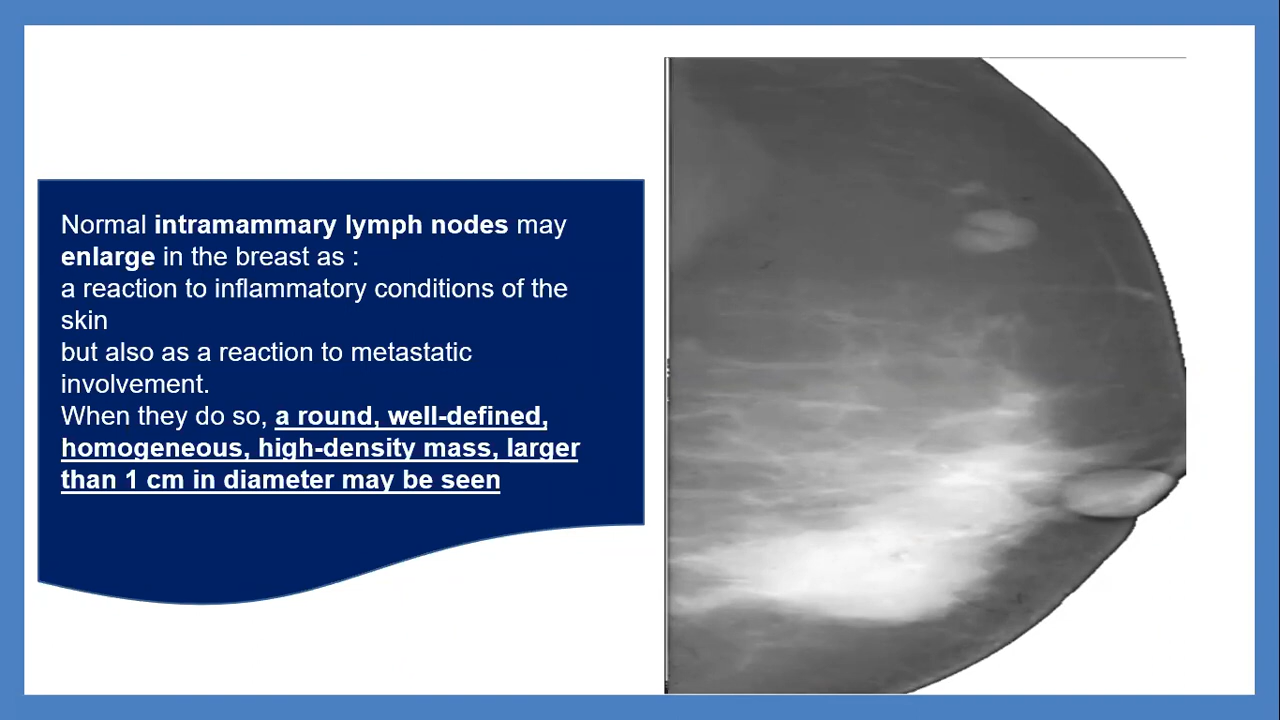 Normal intramammary lymph nodes may
enlarge in the breast as :
a reaction to inflammatory conditions of the
skin
but also as a reaction to metastatic
involvement.
When they do so, a round, well-defined,
homogeneous, high-density mass, larger
than 1 cm in diameter may be seen